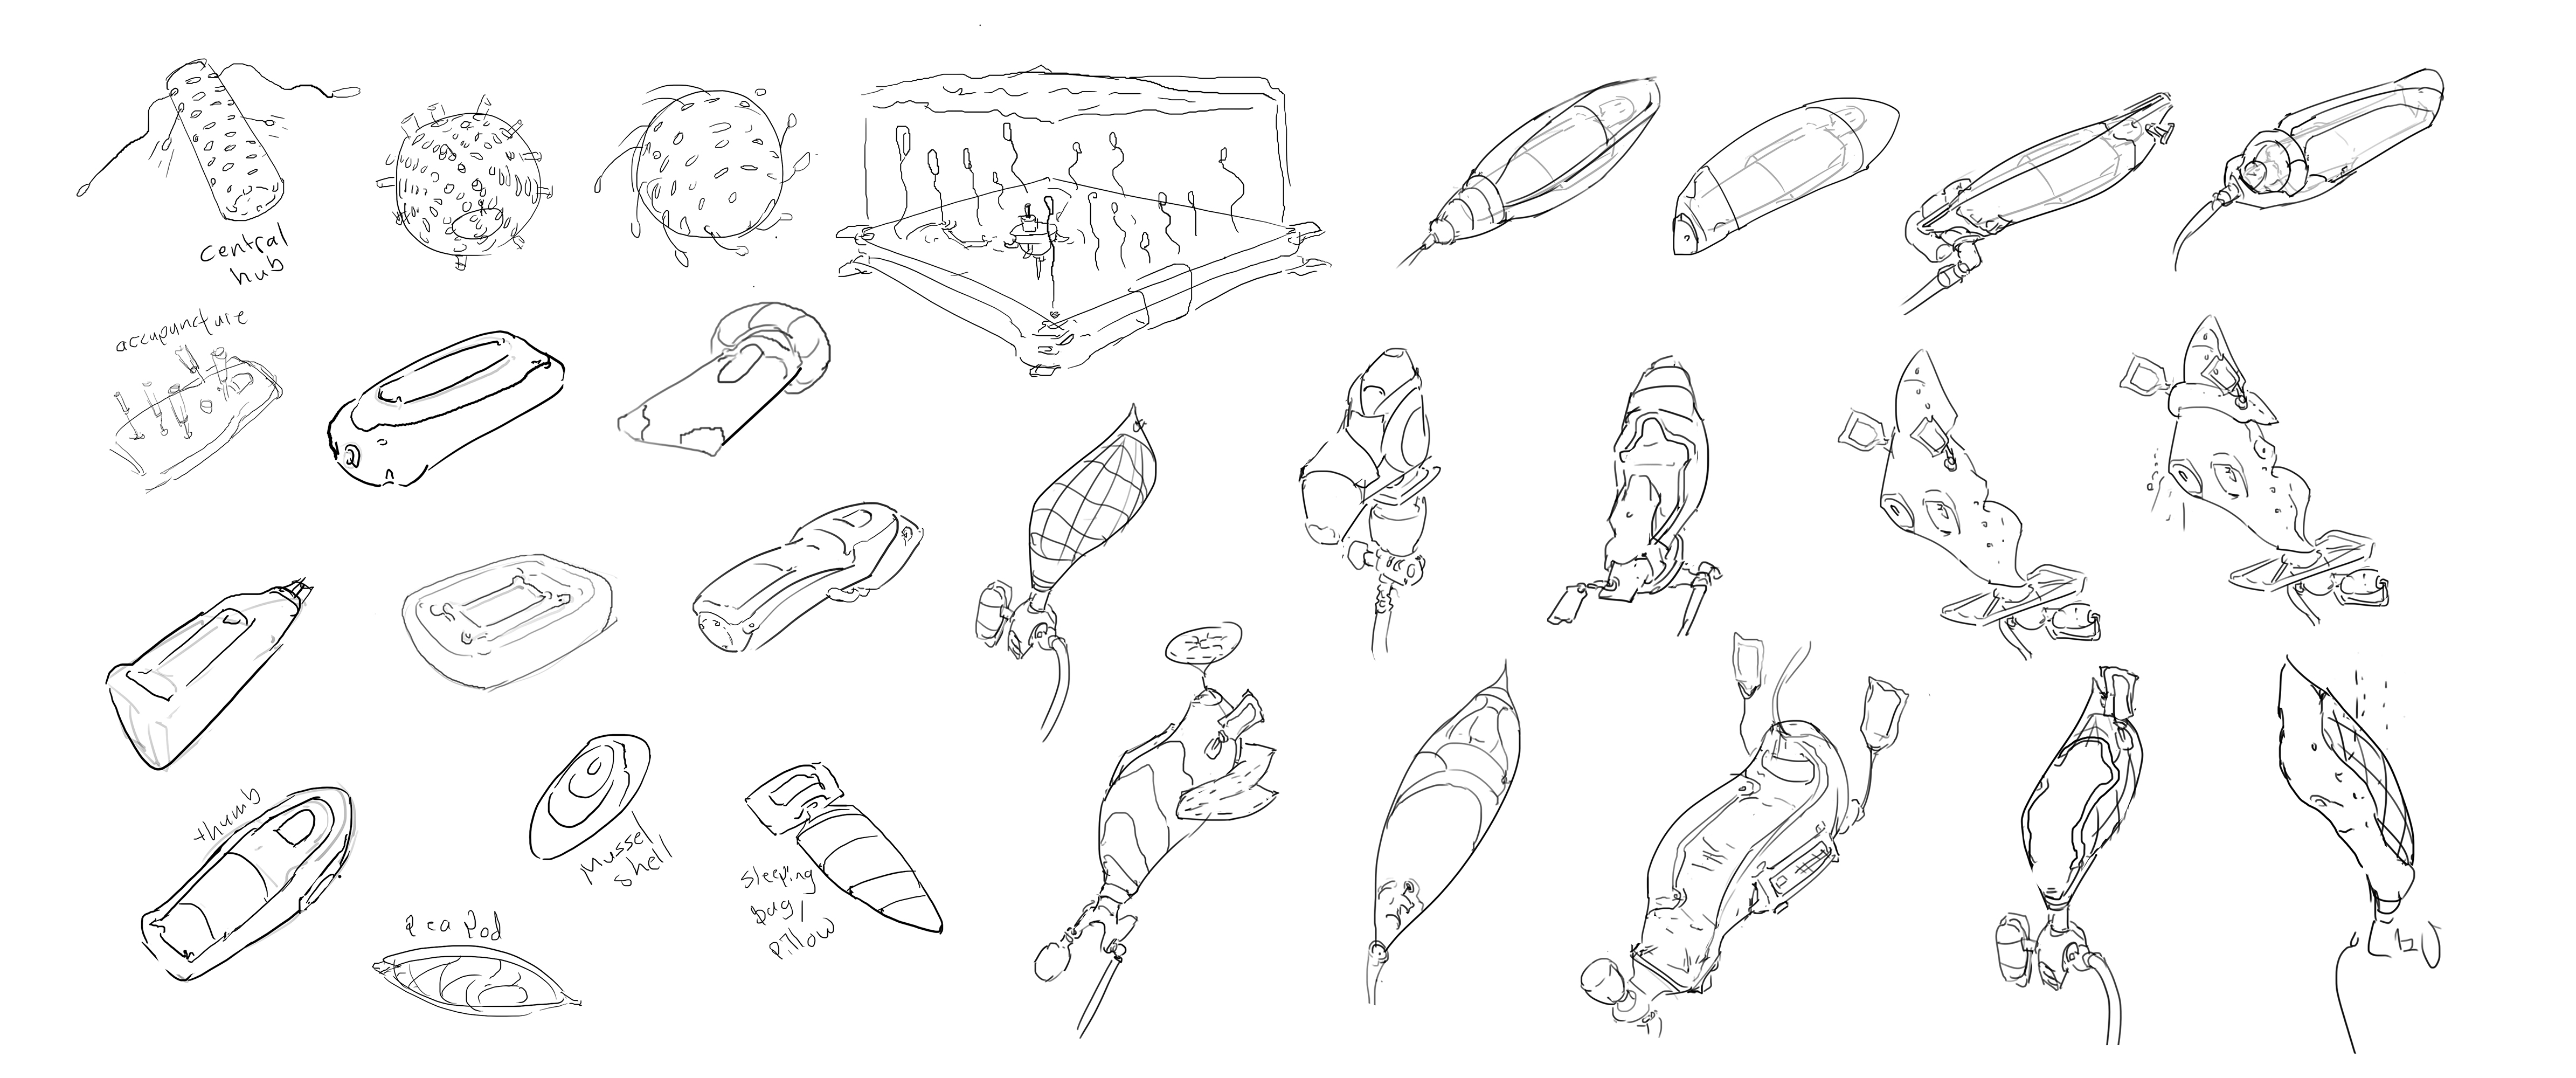 central
hub
accupuncture
thumb
Mussel
shell
sleeping
bag/
pillow
Pea Pod